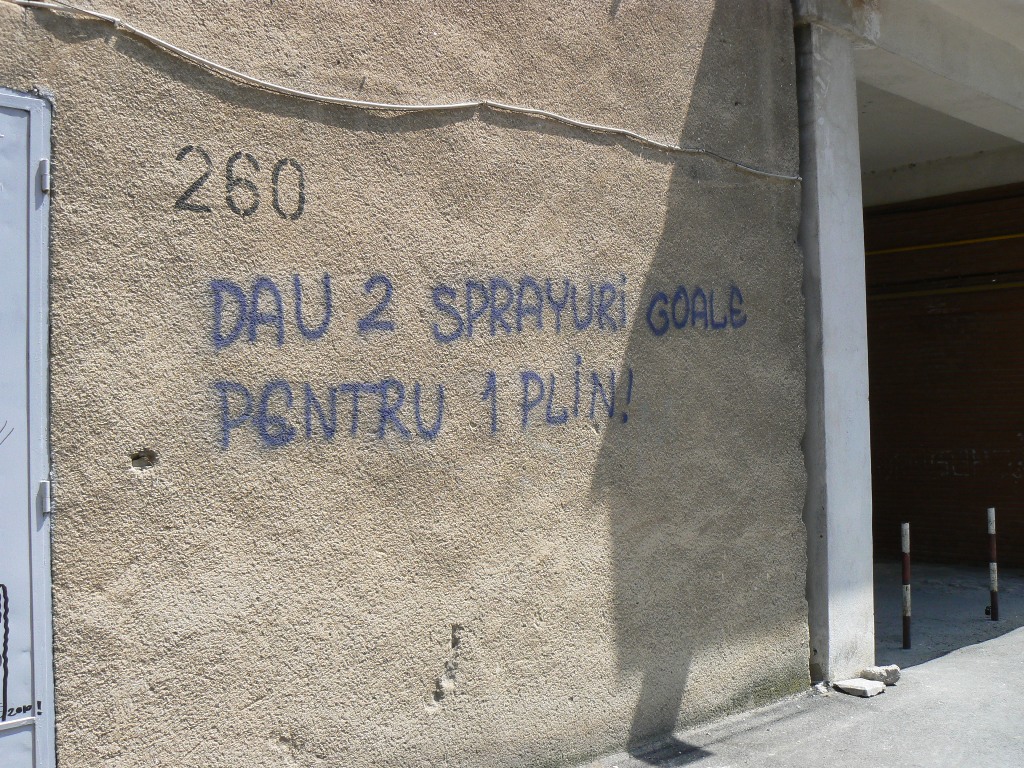 260
DAU 2 SPRAYURi GOALE
PENTRU 1 PLiN!